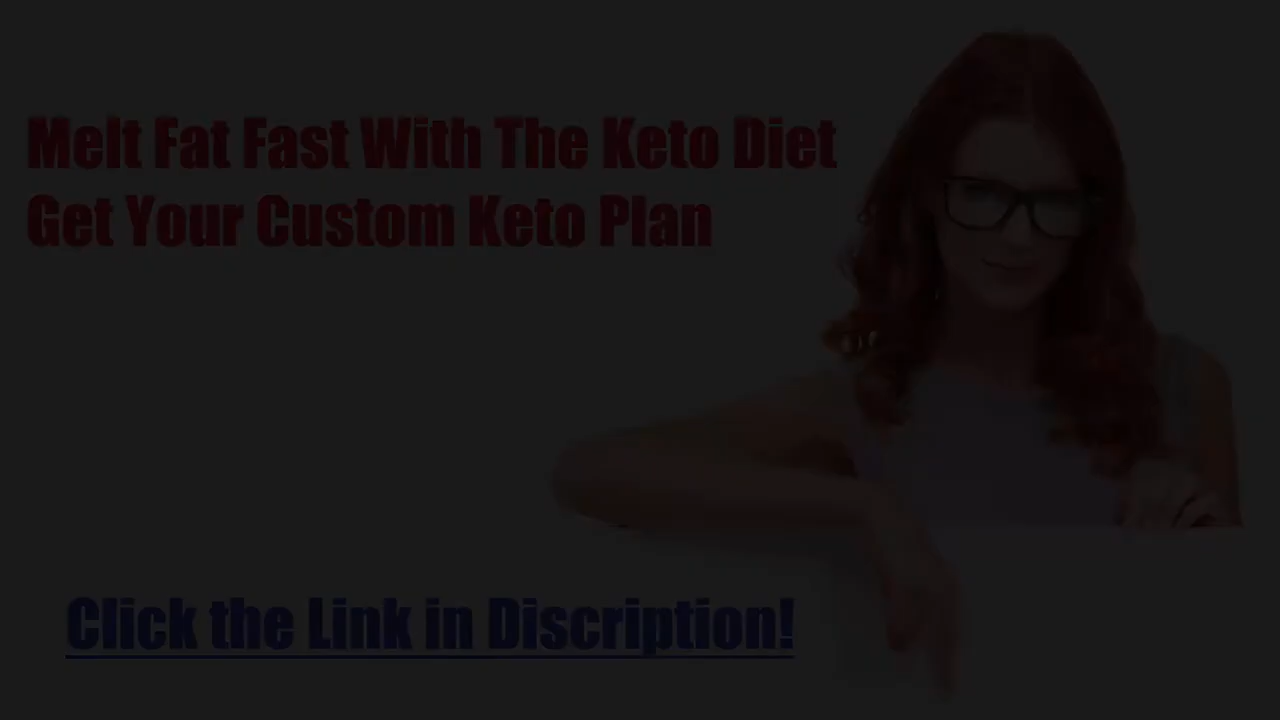 Melt Fat Fast With The Keto Diet
Get Your Custom Keto Plan
Click the Link in Discription!